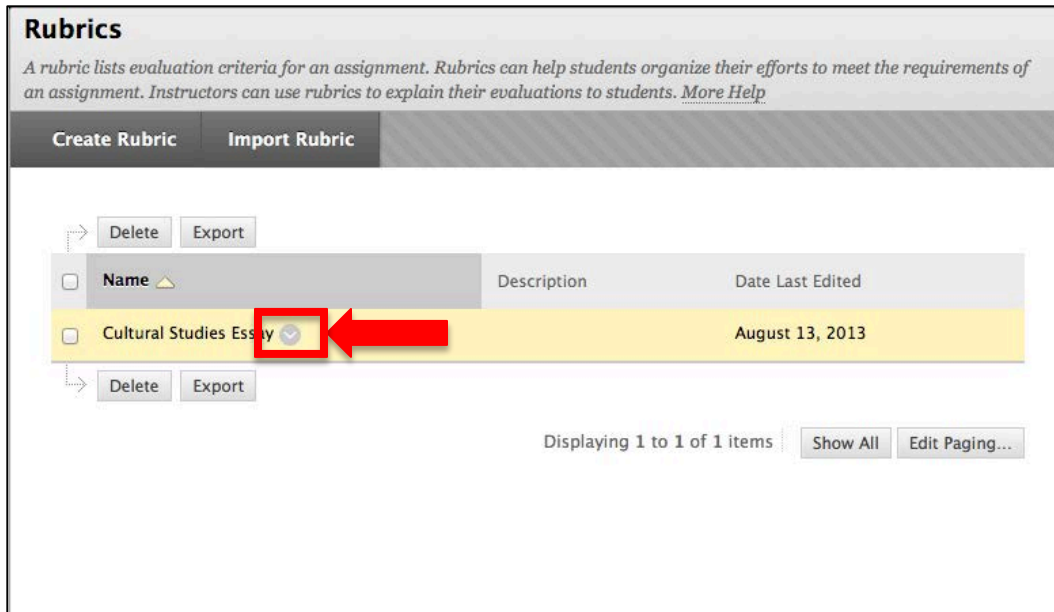 Rubrics
A rubric lists evaluation criteria for an assignment. Rubrics can help students organize their efforts to meet the requirements of
an assignment. Instructors can use rubrics to explain their evaluations to students. More Help
Create Rubric Import Rubric
Delete Export
Name Description Date Last Edited
Cultural Studies Essay August 13, 2013
Delete Export
Displaying 1 to 1 of 1 items Show All Edit Paging...